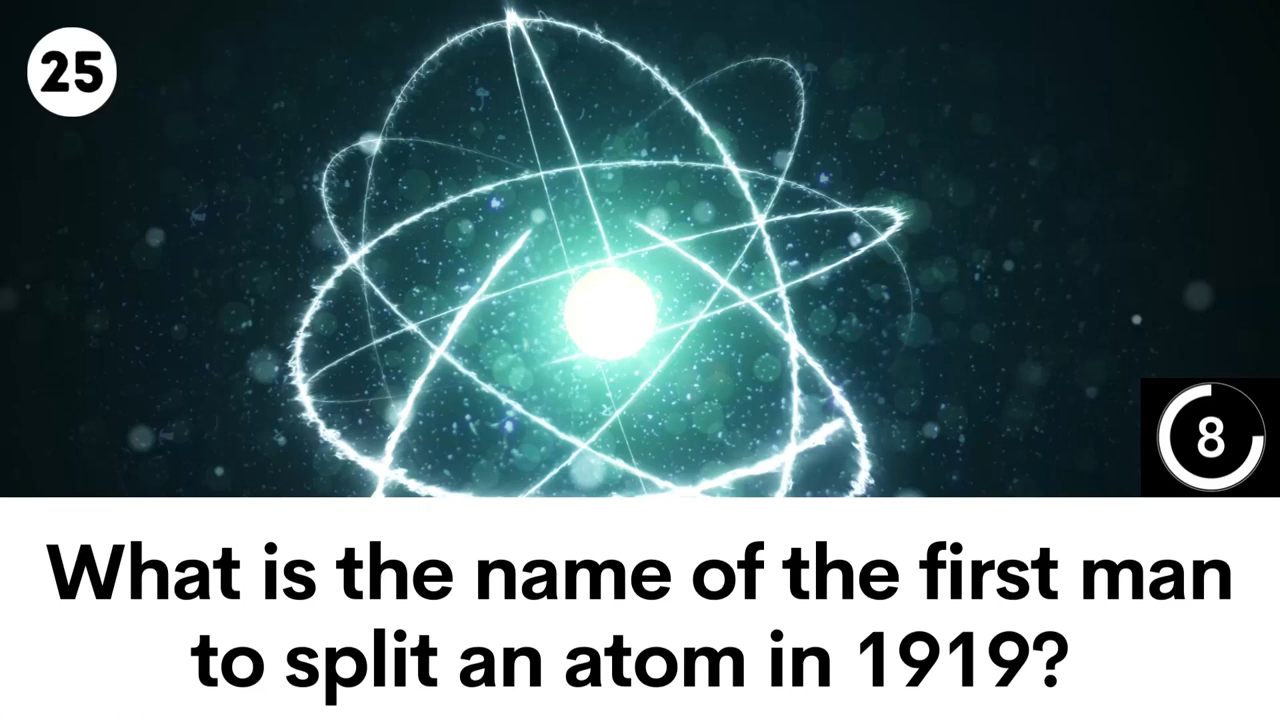 25
8
What is the name of the first man
to split an atom in 1919?